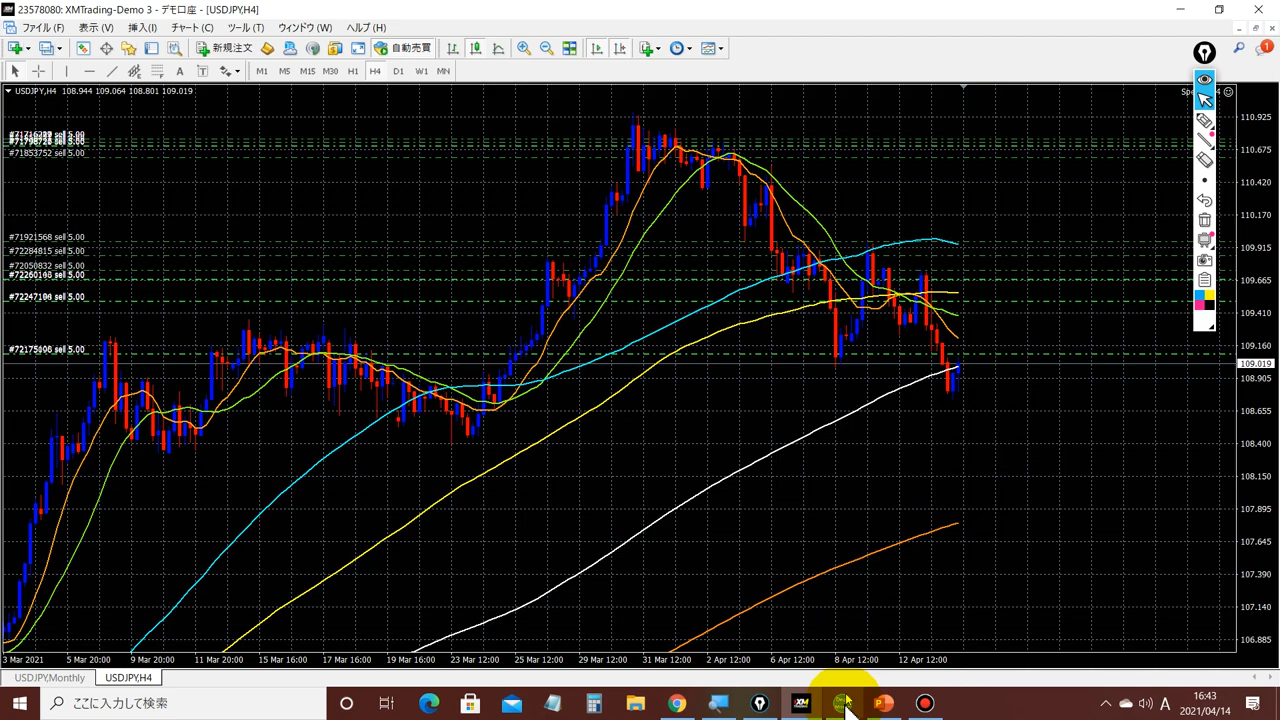 23578080: XMTrading-Demo 3 - デモ口座 - [USDJPY,H4]
ファイル (F) 表示 (V) 挿入(I) チャート (C) ツール (T) ウィンドウ (W) ヘルプ (H)
新規注文 自動売買 1
A T M1 M5 M15 M30 H1 H4 D1 W1 MN
USDJPY,H4 108.944 109.064 108.801 109.019
110.925
#71853752 sell 5.00
110.675
110.420
110.170
#71921568 sell 5.00
109.915
#72284815 sell 5.00
#72050832 sell 5.00
109.665
109.410
109.160
109.019
108.905
108.655
108.400
108.150
107.895
107.645
107.390
107.140
106.885
3 Mar 2021 5 Mar 20:00 9 Mar 20:00 11 Mar 20:00 15 Mar 16:00 17 Mar 16:00 19 Mar 16:00 23 Mar 12:00 25 Mar 12:00 29 Mar 12:00 31 Mar 12:00 2 Apr 12:00 6 Apr 12:00 8 Apr 12:00 12 Apr 12:00
USDJPY,Monthly USDJPY,H4
ここに入力して検索
A 16:43
2021/04/14